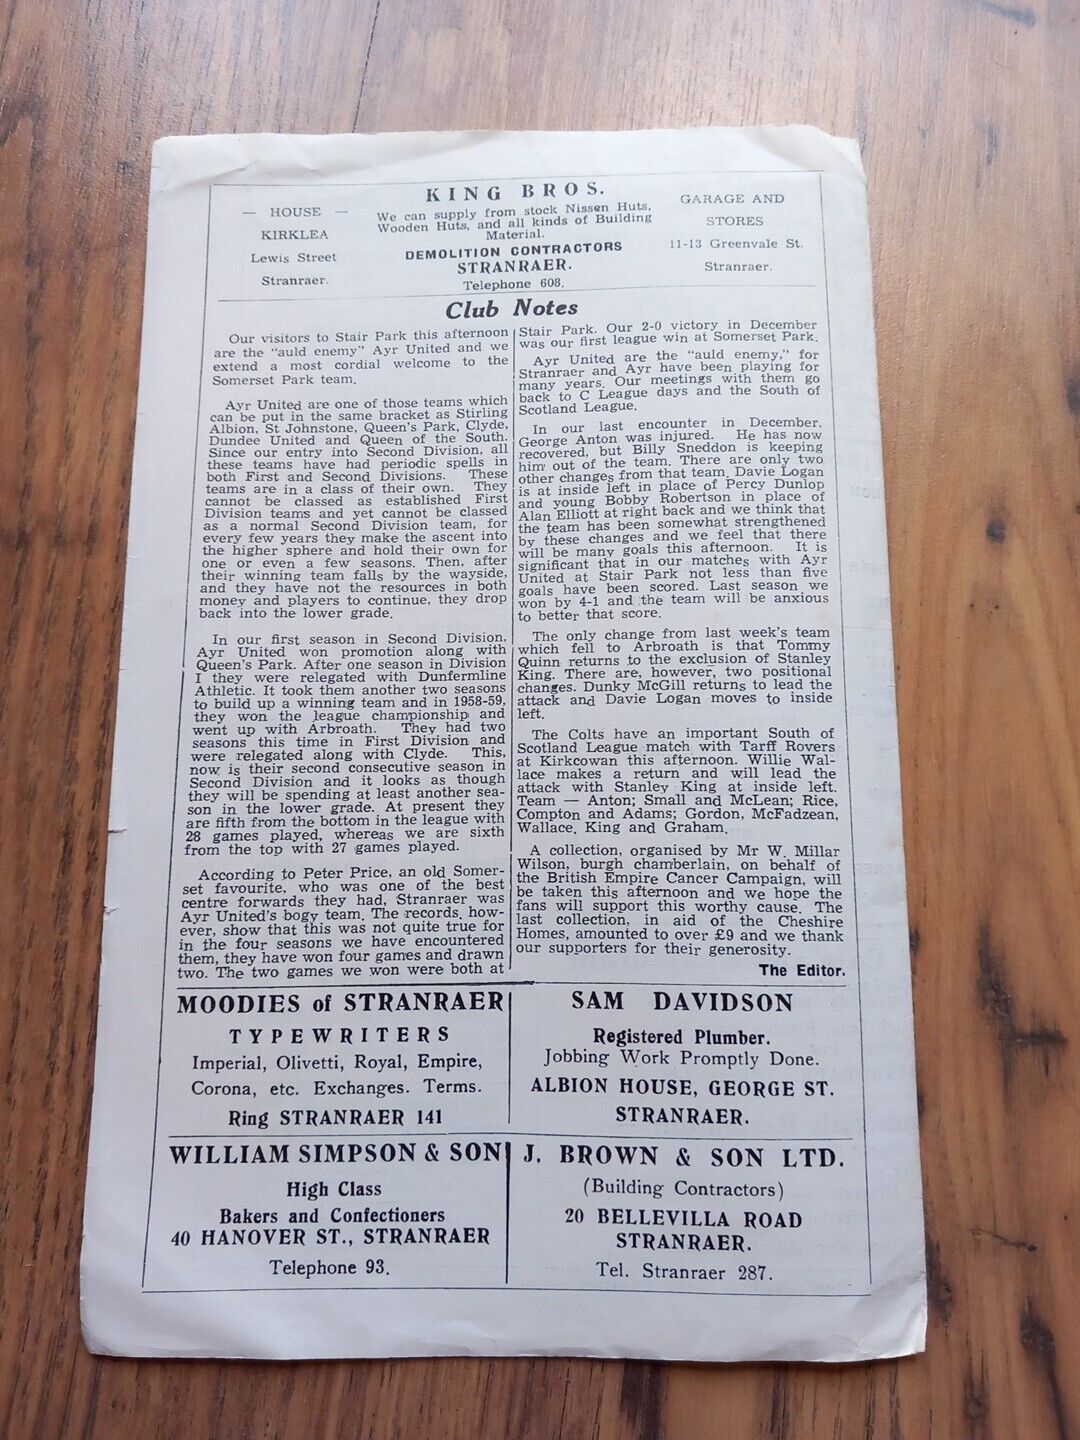 — HOUSE —
KIRKLEA
Lewis Street
Stranraer.
KING BROS.
We can supply from stock Nissen Huts,
Wooden Huts, and all kinds of Building
Material.
DEMOLITION CONTRACTORS
STRANRAER.
Telephone 608.
GARAGE AND
STORES
11-13 Greenvale St.
Stranraer.
Club Notes
Our visitors to Stair Park this afternoon
are the "auld enemy" Ayr United and we
extend a most cordial welcome to the
Somerset Park team.
Ayr United are one of those teams which
can be put in the same bracket as Stirling
Albion, St Johnstone, Queen's Park, Clyde,
Dundee United and Queen of the South.
Since our entry into Second Division, all
these teams have had periodic spells in
both First and Second Divisions. These
teams are in a class of their own. They
cannot be classed as established First
Division teams and yet cannot be classed
as a normal Second Division team, for
every few years they make the ascent into
the higher sphere and hold their own for
one or even a few seasons. Then, after
their winning team falls by the wayside,
and they have not the resources in both
money and players to continue, they drop
back into the lower grade.
In our first season in Second Division,
Ayr United won promotion along with
Queen's Park. After one season in Division
I they were relegated with Dunfermline
Athletic. It took them another two seasons
to build up a winning team and in 1958-59,
they won the league championship and
went up with Arbroath. They had two
seasons this time in First Division and
were relegated along with Clyde. This,
now is their second consecutive season in
Second Division and it looks as though
they will be spending at least another sea-
son in the lower grade. At present they
are fifth from the bottom in the league with
28 games played, whereas we are sixth
from the top with 27 games played.
According to Peter Price, an old Somer-
set favourite, who was one of the best
centre forwards they had, Stranraer was
Ayr United's bogy team. The records, how-
ever, show that this was not quite true for
in the four seasons we have encountered
them, they have won four games and drawn
two. The two games we won were both at
Stair Park. Our 2-0 victory in December
was our first league win at Somerset Park.
Ayr United are the "auld enemy," for
Stranraer and Ayr have been playing for
many years. Our meetings with them go
back to C League days and the South of
Scotland League.
In our last encounter in December,
George Anton was injured. He has now
recovered, but Billy Sneddon is keeping
him out of the team. There are only two
other changes from that team. Davie Logan
is at inside left in place of Percy Dunlop
and young Bobby Robertson in place of
Alan Elliott at right back and we think that
the team has been somewhat strengthened
by these changes and we feel that there
will be many goals this afternoon. It is
significant that in our matches with Ayr
United at Stair Park not less than five
goals have been scored. Last season we
won by 4-1 and the team will be anxious
to better that score.
The only change from last week's team
which fell to Arbroath is that Tommy
Quinn returns to the exclusion of Stanley
King. There are, however, two positional
changes. Dunky McGill returns to lead the
attack and Davie Logan moves to inside
left.
The Colts have an important South of
Scotland League match with Tarff Rovers
at Kirkcowan this afternoon. Willie Wal-
lace makes a return and will lead the
attack with Stanley King at inside left.
Team — Anton; Small and McLean; Rice,
Compton and Adams; Gordon, McFadzean,
Wallace, King and Graham.
A collection, organised by Mr W. Millar
Wilson, burgh chamberlain, on behalf of
the British Empire Cancer Campaign, will
be taken this afternoon and we hope the
fans will support this worthy cause. The
last collection, in aid of the Cheshire
Homes, amounted to over £9 and we thank
our supporters for their generosity.
The Editor.
MOODIES of STRANRAER
TYPEWRITERS
Imperial, Olivetti, Royal, Empire,
Corona, etc. Exchanges. Terms.
Ring STRANRAER 141
SAM DAVIDSON
Registered Plumber.
Jobbing Work Promptly Done.
ALBION HOUSE, GEORGE ST.
STRANRAER.
WILLIAM SIMPSON & SON
High Class
Bakers and Confectioners
40 HANOVER ST., STRANRAER
Telephone 93.
J. BROWN & SON LTD.
(Building Contractors)
20 BELLEVILLA ROAD
STRANRAER.
Tel. Stranraer 287.